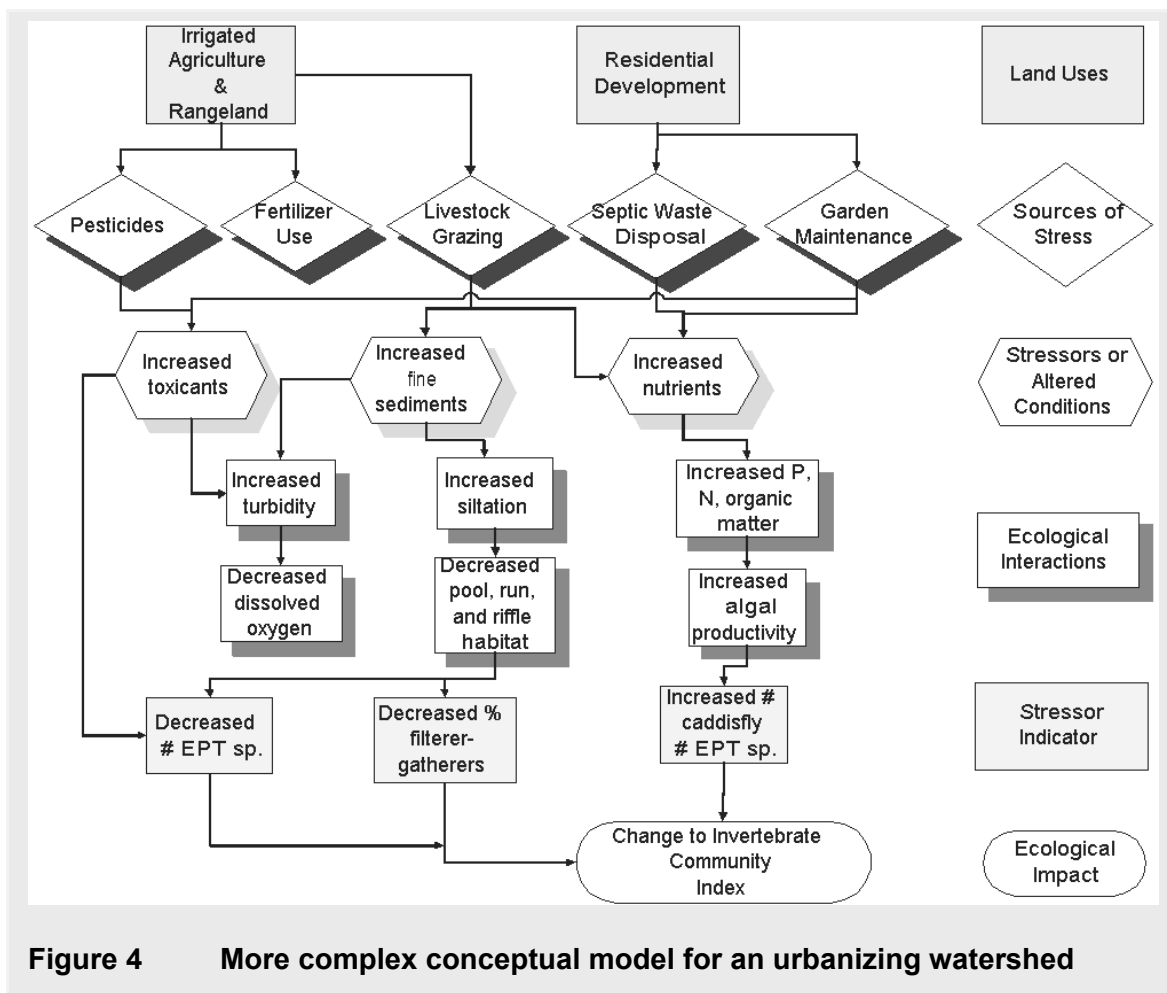 Irrigated
Agriculture
&
Rangeland
Residential
Development
Land Uses
Pesticides
Fertilizer
Use
Livestock
Grazing
Septic Waste
Disposal
Garden
Maintenance
Sources of
Stress
Increased
toxicants
Increased
fine
sediments
Increased
nutrients
Stressors or
Altered
Conditions
Increased
turbidity
Increased
siltation
Increased P,
N, organic
matter
Ecological
Interactions
Decreased
dissolved
oxygen
Decreased
pool, run,
and riffle
habitat
Increased
algal
productivity
Decreased
# EPT sp.
Decreased %
filterer-
gatherers
Increased #
caddisfly
# EPT sp.
Stressor
Indicator
Change to Invertebrate
Community
Index
Ecological
Impact
Figure 4 More complex conceptual model for an urbanizing watershed